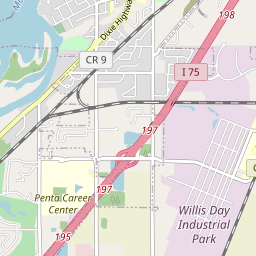 198
Dixie Highway
CR 9
I 75
197
Penta Career
Center
197
195
Willis Day
Industrial
Park